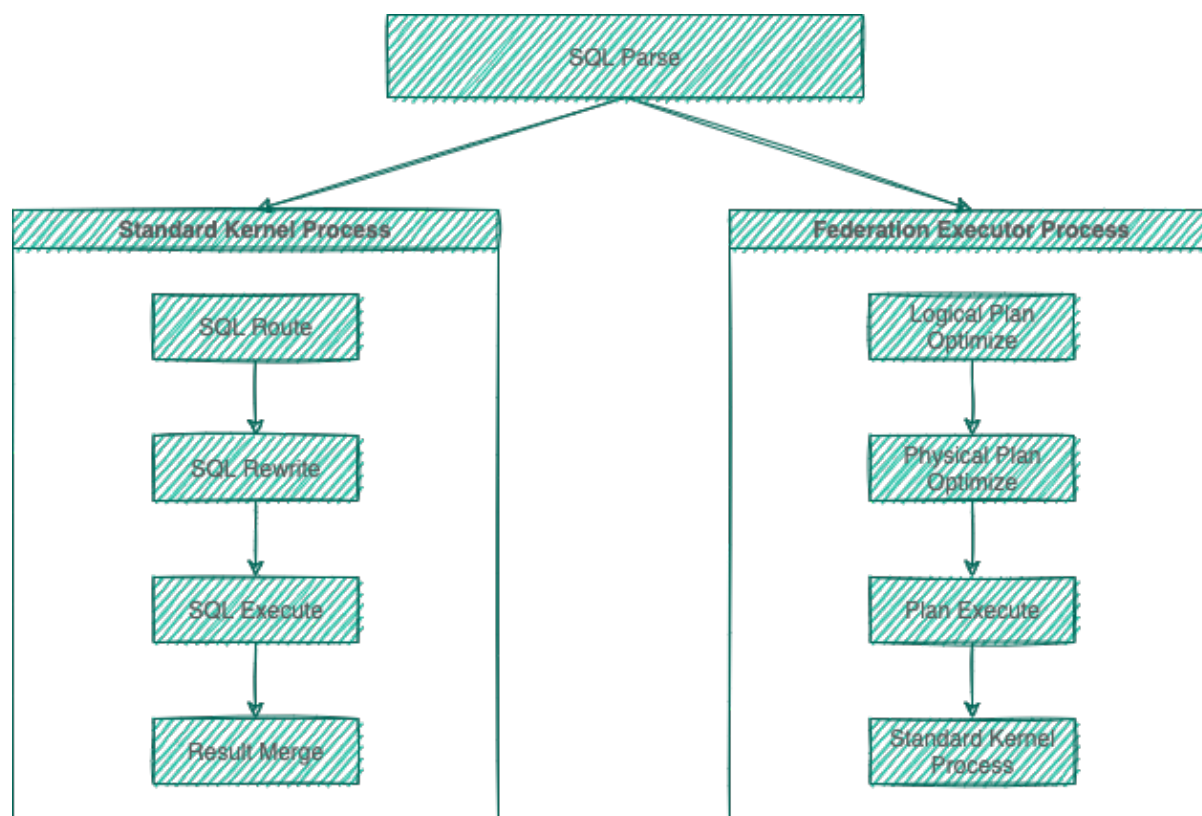 SQL Parse
Standard Kernel Process
SQL Route
SQL Rewrite
SQL Execute
Result Merge
Federation Executor Process
Logical Plan
Optimize
Physical Plan
Optimize
Plan Execute
Standard Kernel
Process